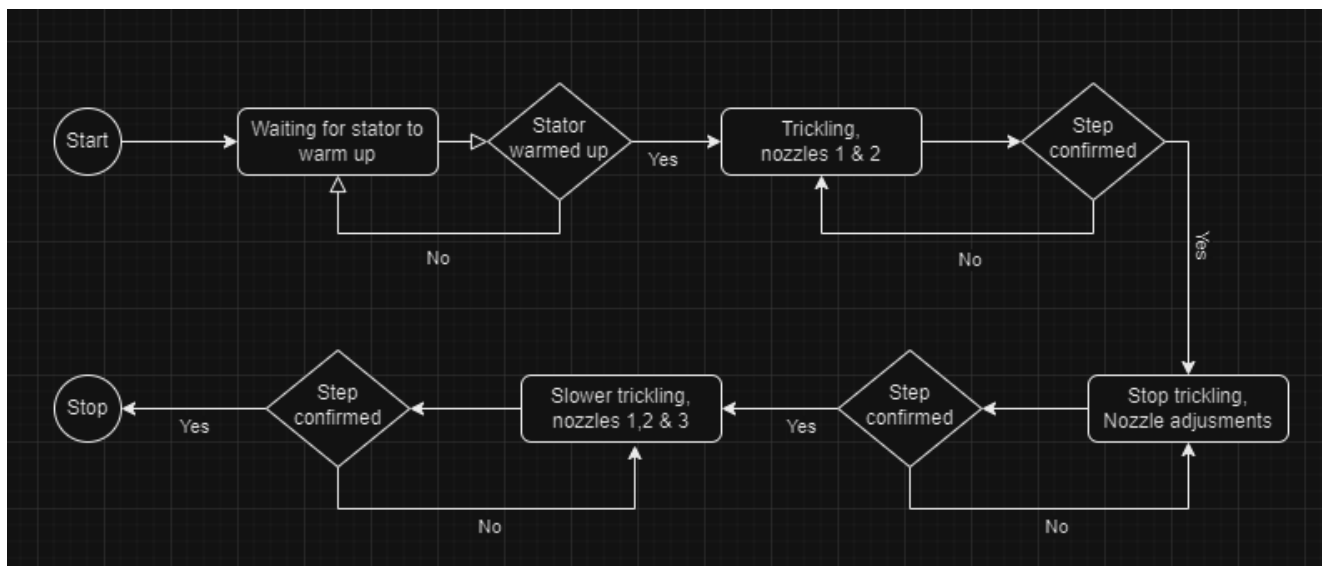 Start
Waiting for stator to
warm up
Stator
warmed up
Yes
No
Trickling,
nozzles 1 & 2
Step
confirmed
No
Yes
Stop trickling,
Nozzle adjusments
Step
confirmed
No
Yes
Slower trickling,
nozzles 1,2 & 3
Step
confirmed
No
Yes
Stop